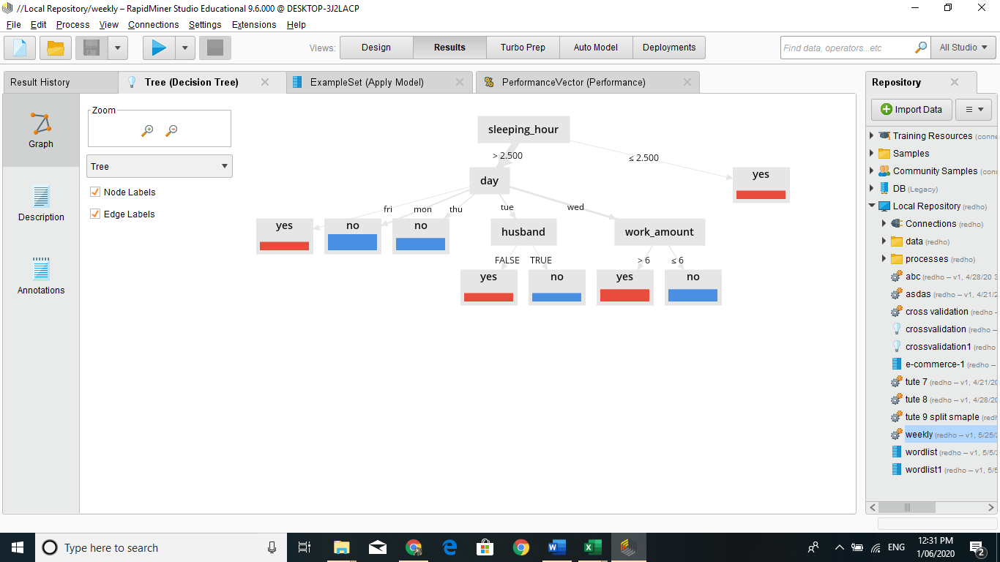 //Local Repository/weekly – RapidMiner Studio Educational 9.6.000 @ DESKTOP-3J2LACP
File Edit Process View Connections Settings Extensions Help
Views: Design Results Turbo Prep Auto Model Deployments
Find data, operators...etc
All Studio
Result History
Tree (Decision Tree)
ExampleSet (Apply Model)
PerformanceVector (Performance)
Graph
Description
Annotations
Zoom
Tree
Node Labels
Edge Labels
sleeping_hour
> 2.500
≤ 2.500
day
yes
fri mon thu tue wed
yes no no husband work_amount
FALSE TRUE > 6 ≤ 6
yes no yes no
Repository
Import Data
Training Resources (conne
Samples
Community Samples (conr
DB (Legacy)
Local Repository (redho)
Connections (redho)
data (redho)
processes (redho)
abc (redho – v1, 4/28/20 3
asdas (redho – v1, 4/21/2
cross validation (redho –
crossvalidation (redho –
crossvalidation1 (redho
e-commerce-1 (redho –
tute 7 (redho – v1, 4/21/20
tute 8 (redho – v1, 4/28/20
tute 9 split smaple (redh
weekly (redho – v1, 5/25/2
wordlist (redho – v1, 5/5/2
wordlist1 (redho – v1, 5/5
Type here to search
ENG
12:31 PM
1/06/2020
2